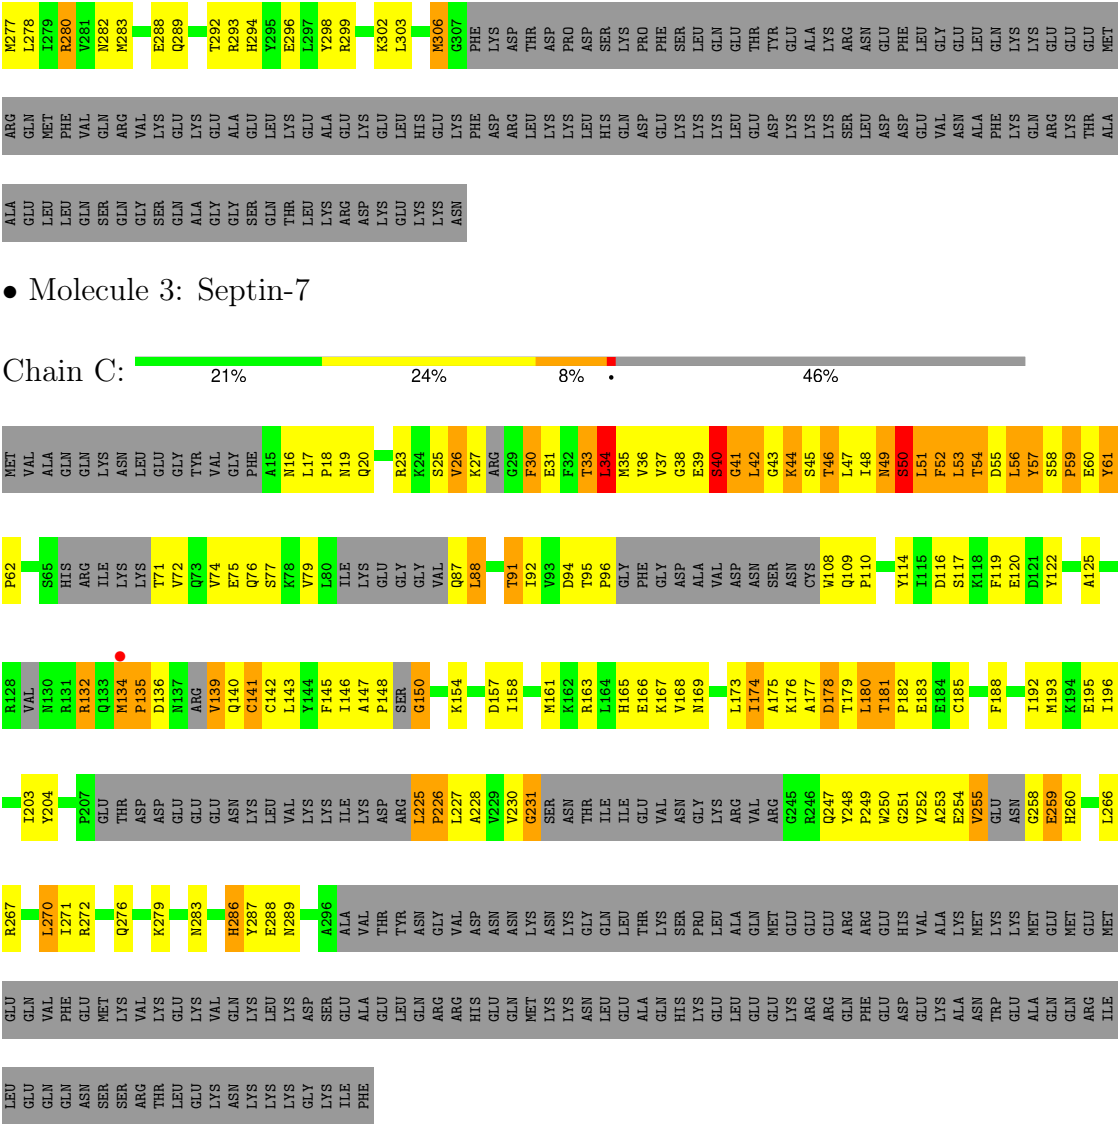 M277 L278 I279 R280 V281 N282 M283 E288 Q289 T292 R293 H294 Y295 E296 L297 Y298 R299 K302 L303 M306 G307 PHE LYS ASP THR ASP PRO ASP SER LYS PRO PHE SER LEU GLN GLU THR TYR GLU ALA LYS ARG ASN GLU PHE LEU GLY GLU LEU GLN LYS LYS GLU GLU GLU MET
ARG GLN MET PHE VAL GLN ARG VAL LYS GLU LYS GLU ALA GLU LEU LYS GLU ALA GLU LYS GLU LEU HIS GLU LYS PHE ASP ARG LEU LYS LYS LEU HIS GLN ASP GLU LYS LYS LYS LEU GLU ASP LYS LYS LYS SER LEU ASP ASP GLU VAL ASN ALA PHE LYS GLN ARG LYS THR ALA
ALA GLU LEU LEU GLN SER GLN GLY SER GLN ALA GLY GLY SER GLN THR LEU LYS ARG ASP LYS GLU LYS LYS ASN
• Molecule 3: Septin-7
Chain C:
21% 24% 8% • 46%
MET VAL ALA GLN GLN LYS ASN LEU GLU GLY TYR VAL GLY PHE A15 N16 L17 P18 N19 Q20 R23 K24 S25 V26 K27 ARG G29 F30 E31 F32 T33 L34 M35 V36 V37 G38 E39 S40 G41 L42 G43 K44 S45 T46 L47 I48 N49 S50 L51 F52 L53 T54 D55 L56 Y57 S58 P59 E60 Y61
P62 S65 HIS ARG ILE LYS LYS T71 V72 Q73 V74 E75 Q76 S77 K78 V79 L80 ILE LYS GLU GLY GLY VAL Q87 L88 T91 I92 V93 D94 T95 P96 GLY PHE GLY ASP ALA VAL ASP ASN SER ASN CYS W108 Q109 P110 Y114 I115 D116 S117 K118 F119 E120 D121 Y122 A125
R128 VAL N130 R131 R132 Q133 M134 P135 D136 N137 ARG V139 Q140 C141 C142 L143 Y144 F145 I146 A147 P148 SER G150 K154 D157 I158 M161 K162 R163 L164 H165 E166 K167 V168 N169 L173 I174 A175 K176 A177 D178 T179 L180 T181 P182 E183 E184 C185 F188 I192 M193 K194 E195 I196
I203 Y204 P207 GLU THR ASP ASP GLU GLU GLU ASN LYS LEU VAL LYS LYS ILE LYS ASP ARG L225 P226 L227 A228 V229 V230 G231 SER ASN THR ILE ILE GLU VAL ASN GLY LYS ARG VAL ARG G245 R246 Q247 Y248 P249 W250 G251 V252 A253 E254 V255 GLU ASN G258 E259 H260 L266
R267 L270 I271 R272 Q276 K279 N283 H286 Y287 E288 N289 A296 ALA VAL THR TYR ASN GLY VAL ASP ASN ASN LYS ASN LYS GLY GLN LEU THR LYS SER PRO LEU ALA GLN MET GLU GLU GLU ARG ARG GLU HIS VAL ALA LYS MET LYS LYS MET GLU MET
GLU GLN VAL PHE GLU MET LYS VAL LYS GLU LYS VAL GLN LYS LEU LYS ASP SER GLU ALA GLU LEU GLN ARG ARG HIS GLU GLN MET LYS LYS ASN LEU GLU ALA GLN HIS LYS GLU LEU GLU GLU LYS ARG ARG GLN PHE GLU ASP GLU LYS ALA ASN TRP GLU ALA GLN GLN ARG ILE
LEU GLU GLN GLN ASN SER SER ARG THR LEU GLU LYS ASN LYS LYS LYS GLY LYS ILE PHE